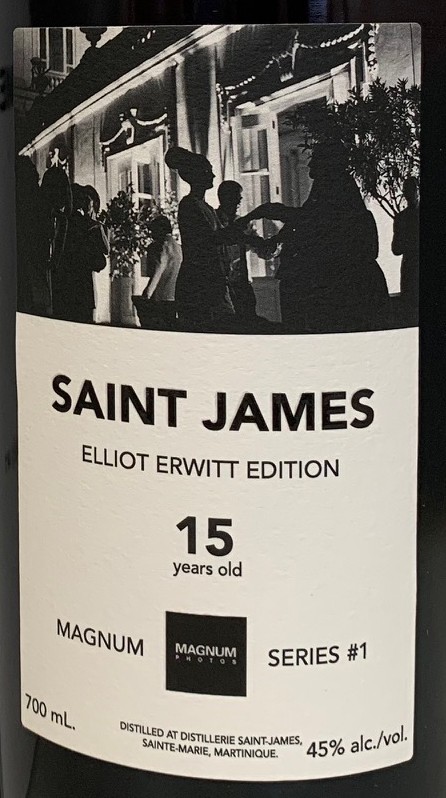 SAINT JAMES
ELLIOT ERWITT EDITION
15
years old
MAGNUM
MAGNUM
PHOTOS
SERIES #1
700 mL.
DISTILLED AT DISTILLERIE SAINT-JAMES,
SAINTE-MARIE, MARTINIQUE.
45% alc./vol.